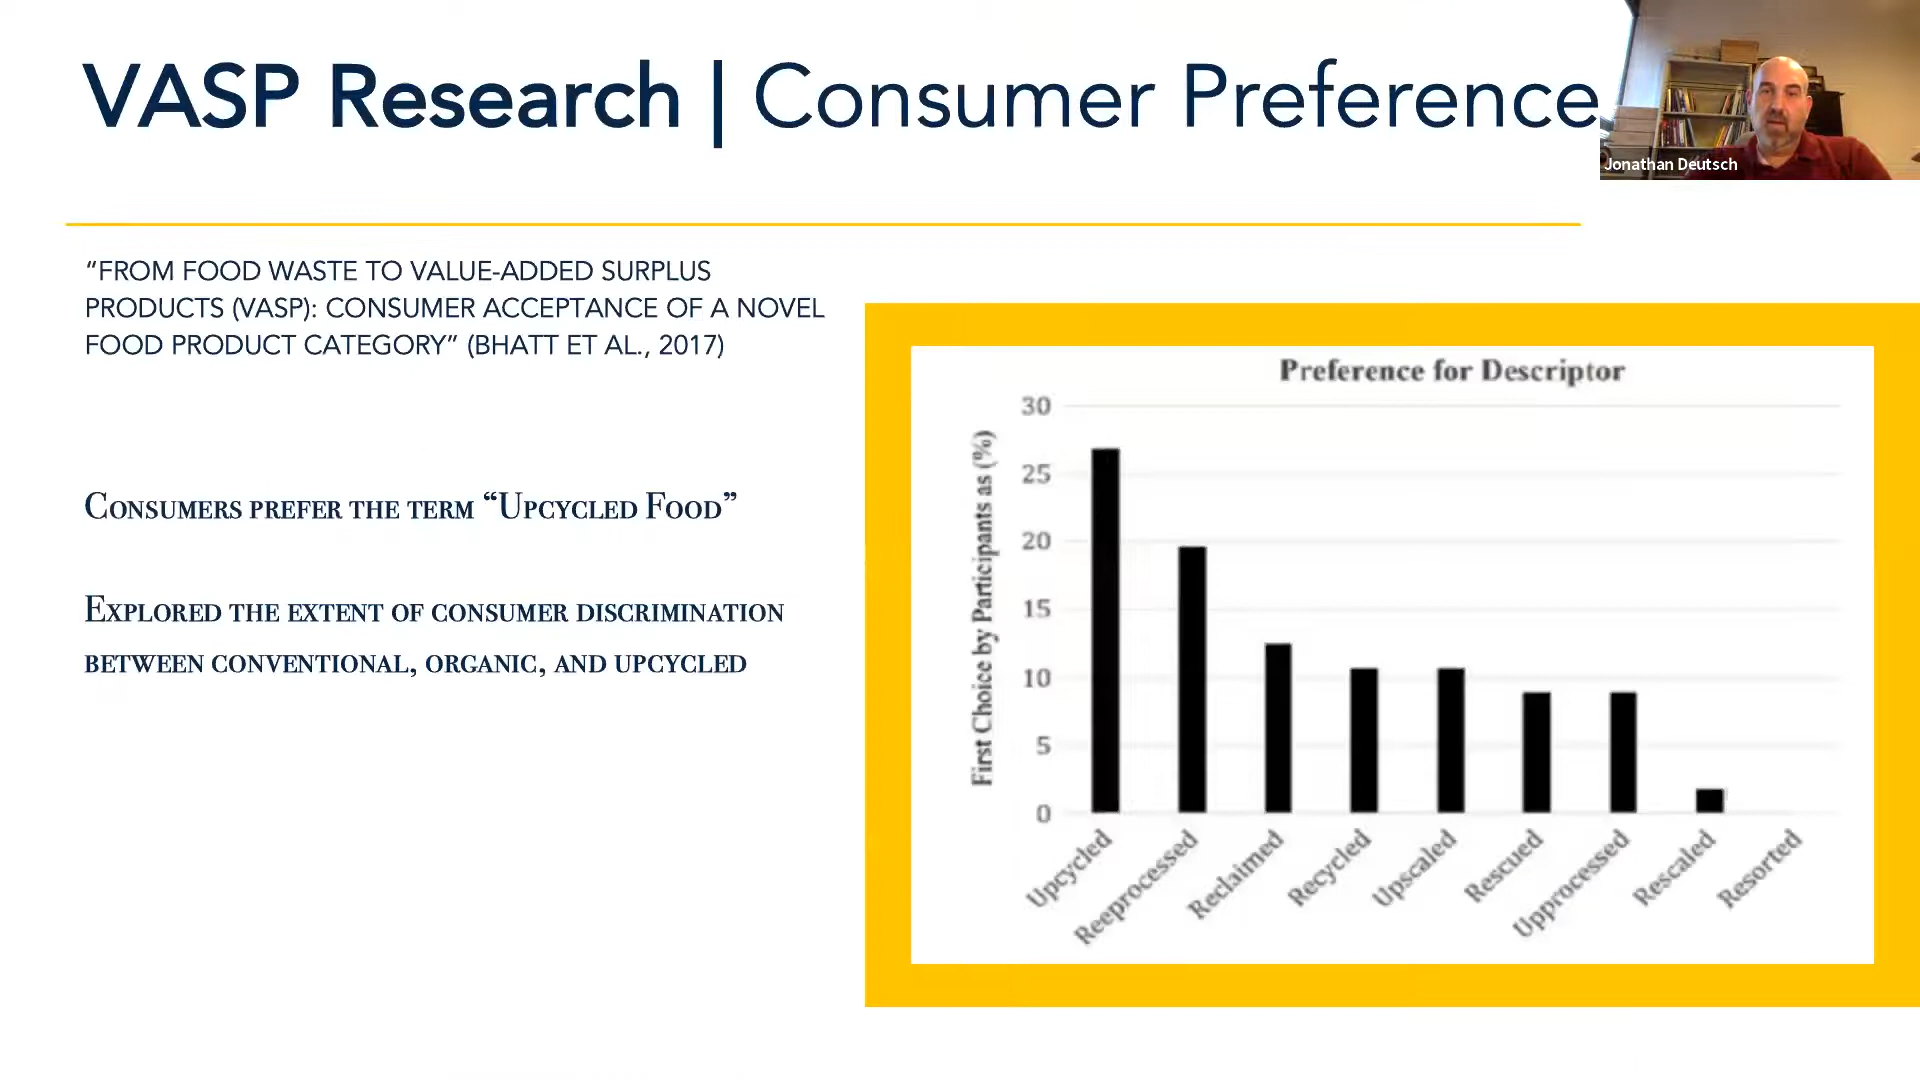 VASP Research | Consumer Preference
Jonathan Deutsch
“FROM FOOD WASTE TO VALUE-ADDED SURPLUS
PRODUCTS (VASP): CONSUMER ACCEPTANCE OF A NOVEL
FOOD PRODUCT CATEGORY” (BHATT ET AL., 2017)
Consumers prefer the term “Upcycled Food”
Explored the extent of consumer discrimination
between conventional, organic, and upcycled
Preference for Descriptor
First Choice by Participants as (%)
30
25
20
15
10
5
0
Upcycled
Reeprocessed
Reclaimed
Recycled
Upscaled
Rescued
Upprocessed
Rescaled
Resorted